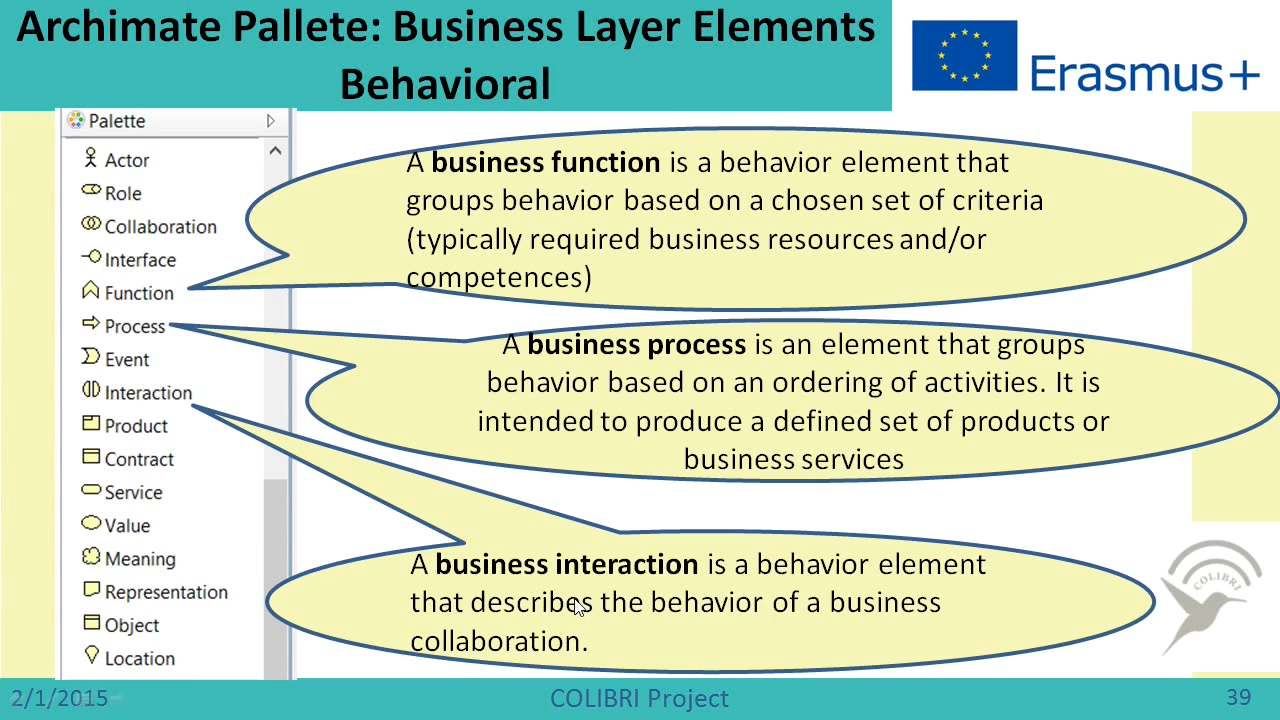 Archimate Pallete: Business Layer Elements
Behavioral
Erasmus+
Palette
Actor
Role
Collaboration
Interface
Function
Process
Event
Interaction
Product
Contract
Service
Value
Meaning
Representation
Object
Location
A business function is a behavior element that
groups behavior based on a chosen set of criteria
(typically required business resources and/or
competences)
A business process is an element that groups
behavior based on an ordering of activities. It is
intended to produce a defined set of products or
business services
A business interaction is a behavior element
that describes the behavior of a business
collaboration.
COLIBRI
2/1/2015
COLIBRI Project
39